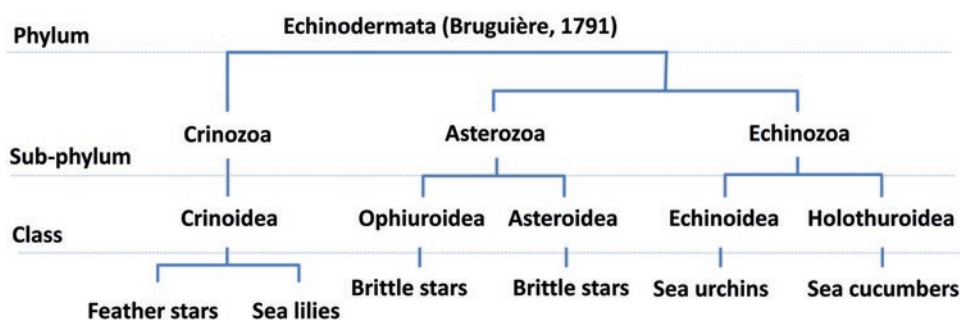 Echinodermata (Bruguière, 1791)
Phylum
Crinozoa Asterozoa Echinozoa
Sub-phylum
Crinoidea Ophiuroidea Asteroidea Echinoidea Holothuroidea
Class
Feather stars Sea lilies Brittle stars Brittle stars Sea urchins Sea cucumbers